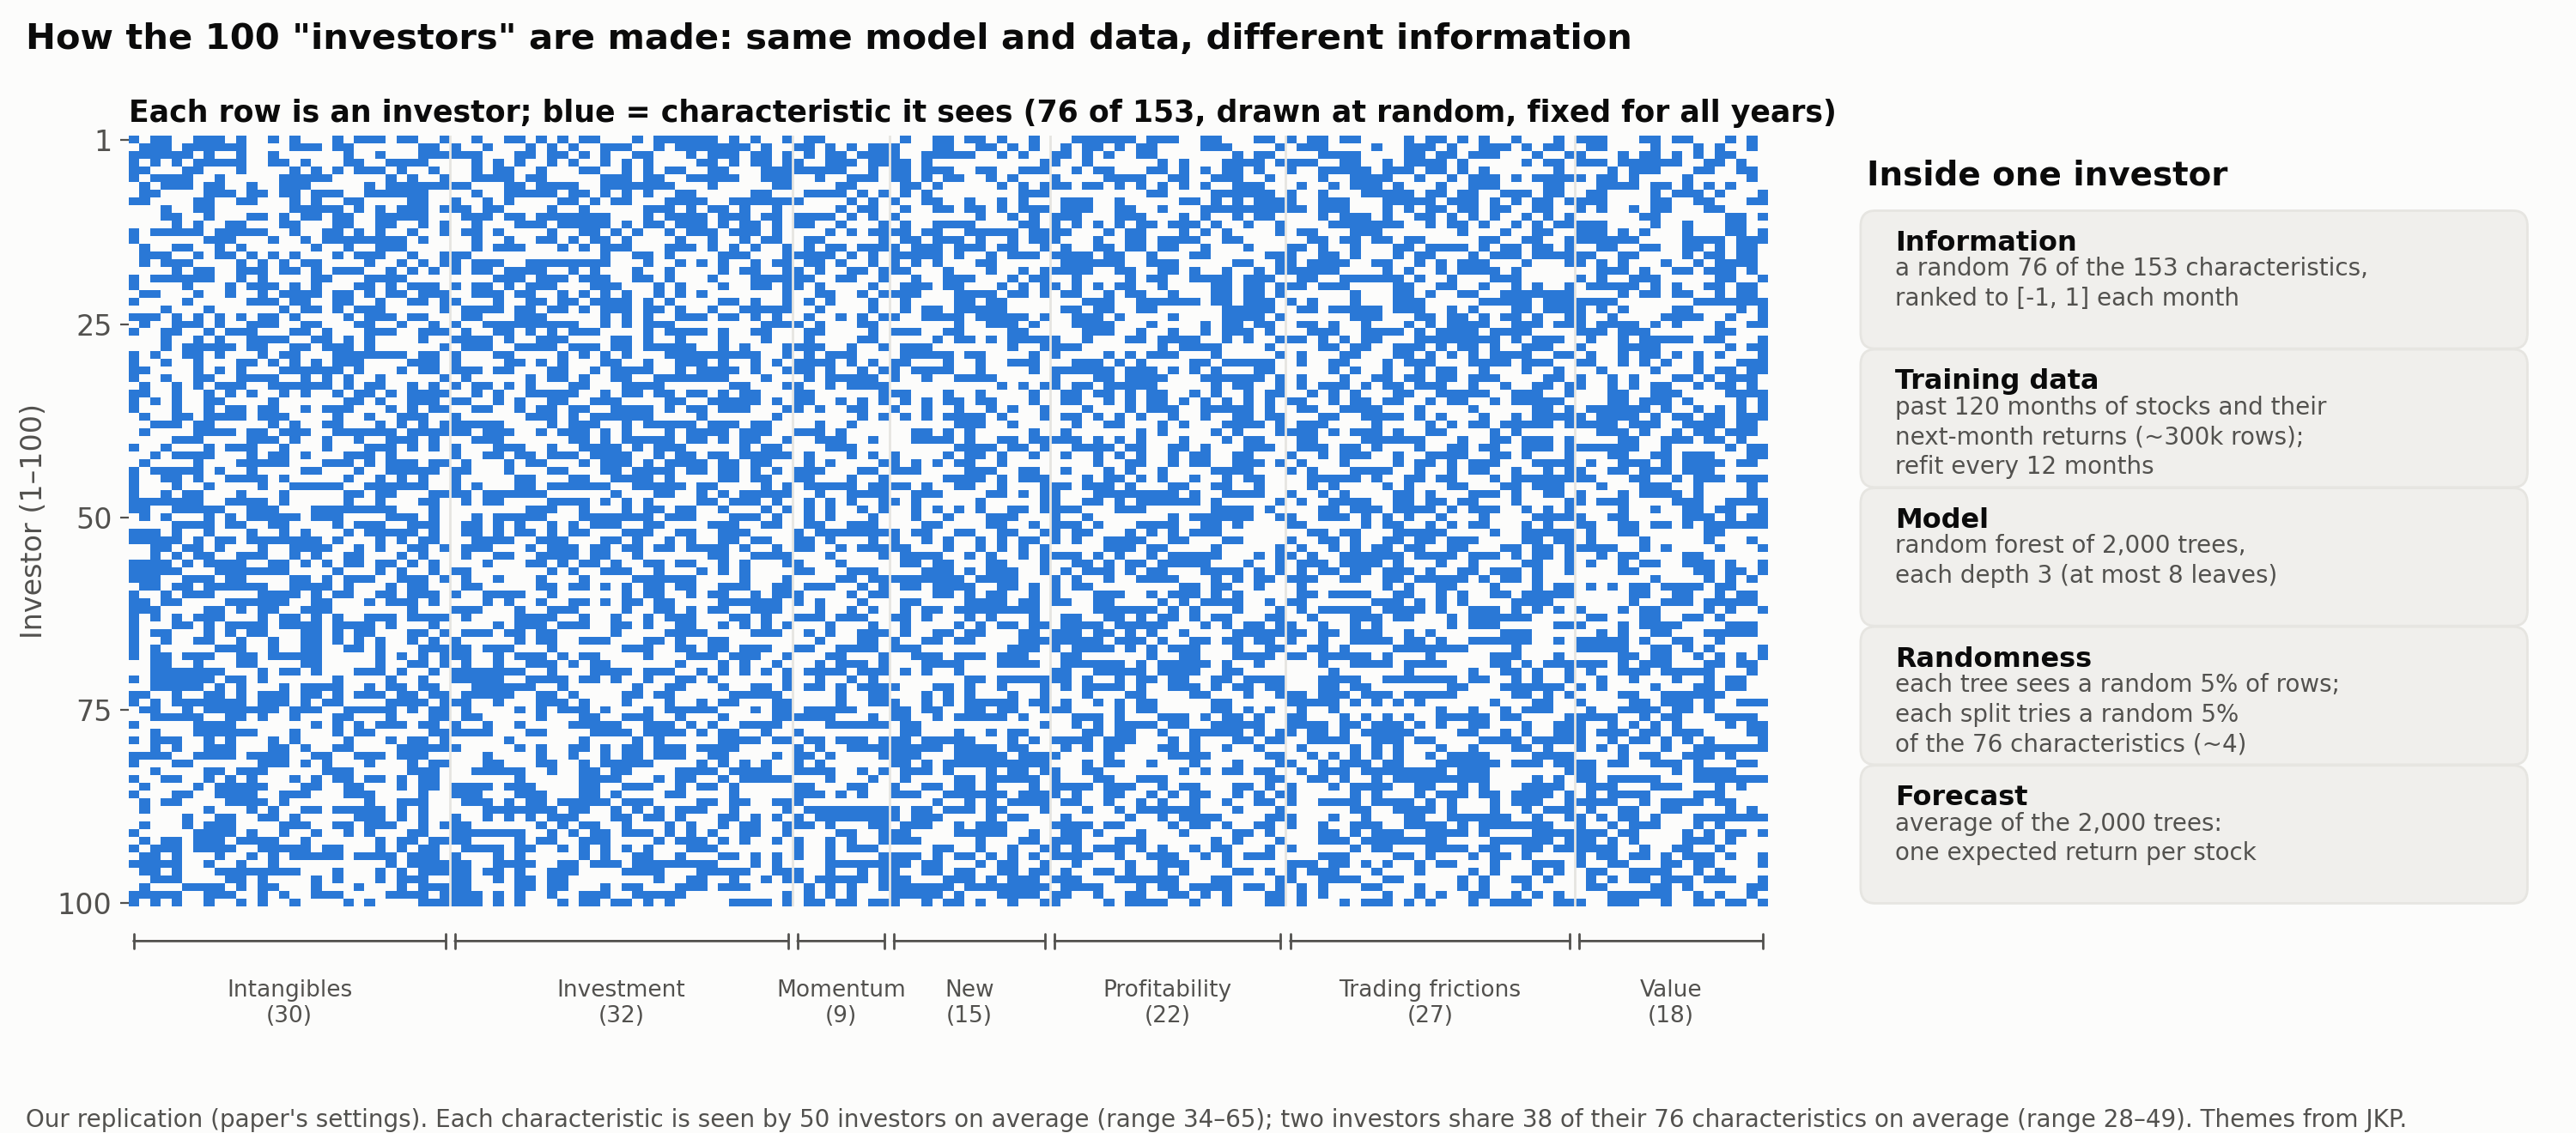 How the 100 "investors" are made: same model and data, different information
Each row is an investor; blue = characteristic it sees (76 of 153, drawn at random, fixed for all years)
1
25
50
75
100
Investor (1–100)
Intangibles
(30)
Investment
(32)
Momentum
(9)
New
(15)
Profitability
(22)
Trading frictions
(27)
Value
(18)
Inside one investor
Information
a random 76 of the 153 characteristics,
ranked to [-1, 1] each month
Training data
past 120 months of stocks and their
next-month returns (~300k rows);
refit every 12 months
Model
random forest of 2,000 trees,
each depth 3 (at most 8 leaves)
Randomness
each tree sees a random 5% of rows;
each split tries a random 5%
of the 76 characteristics (~4)
Forecast
average of the 2,000 trees:
one expected return per stock
Our replication (paper's settings). Each characteristic is seen by 50 investors on average (range 34–65); two investors share 38 of their 76 characteristics on average (range 28–49). Themes from JKP.